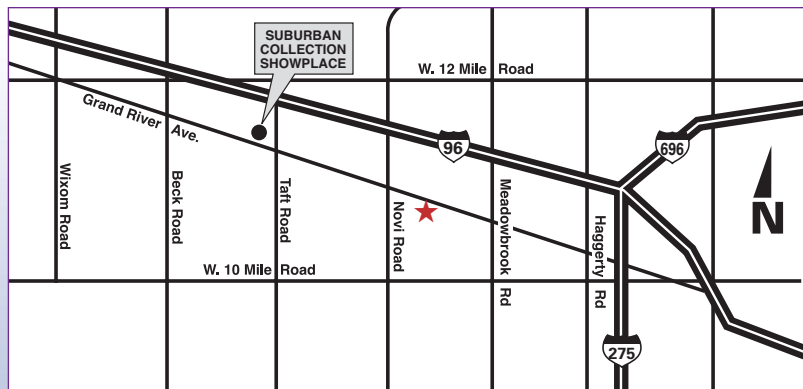 SUBURBAN
COLLECTION
SHOWPLACE
W. 12 Mile Road
Grand River Ave.
96
696
Wixom Road
Beck Road
Taft Road
Novi Road
Meadowbrook Rd
Haggerty Rd
N
W. 10 Mile Road
275